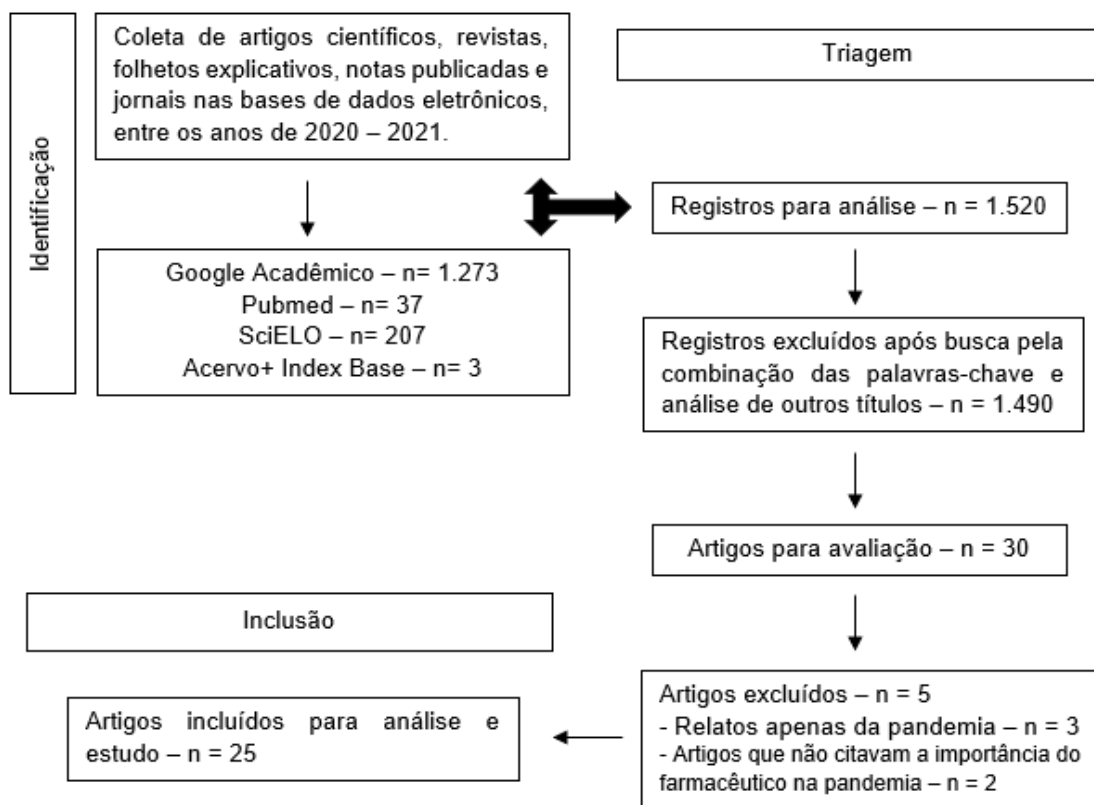 Identificação
Coleta de artigos científicos, revistas,
folhetos explicativos, notas publicadas e
jornais nas bases de dados eletrônicos,
entre os anos de 2020 – 2021.
Google Acadêmico – n= 1.273
Pubmed – n= 37
SciELO – n= 207
Acervo+ Index Base – n= 3
Triagem
Registros para análise – n = 1.520
Registros excluídos após busca pela
combinação das palavras-chave e
análise de outros títulos – n = 1.490
Artigos para avaliação – n = 30
Artigos excluídos – n = 5
- Relatos apenas da pandemia – n = 3
- Artigos que não citavam a importância do
farmacêutico na pandemia – n = 2
Inclusão
Artigos incluídos para análise e
estudo – n = 25